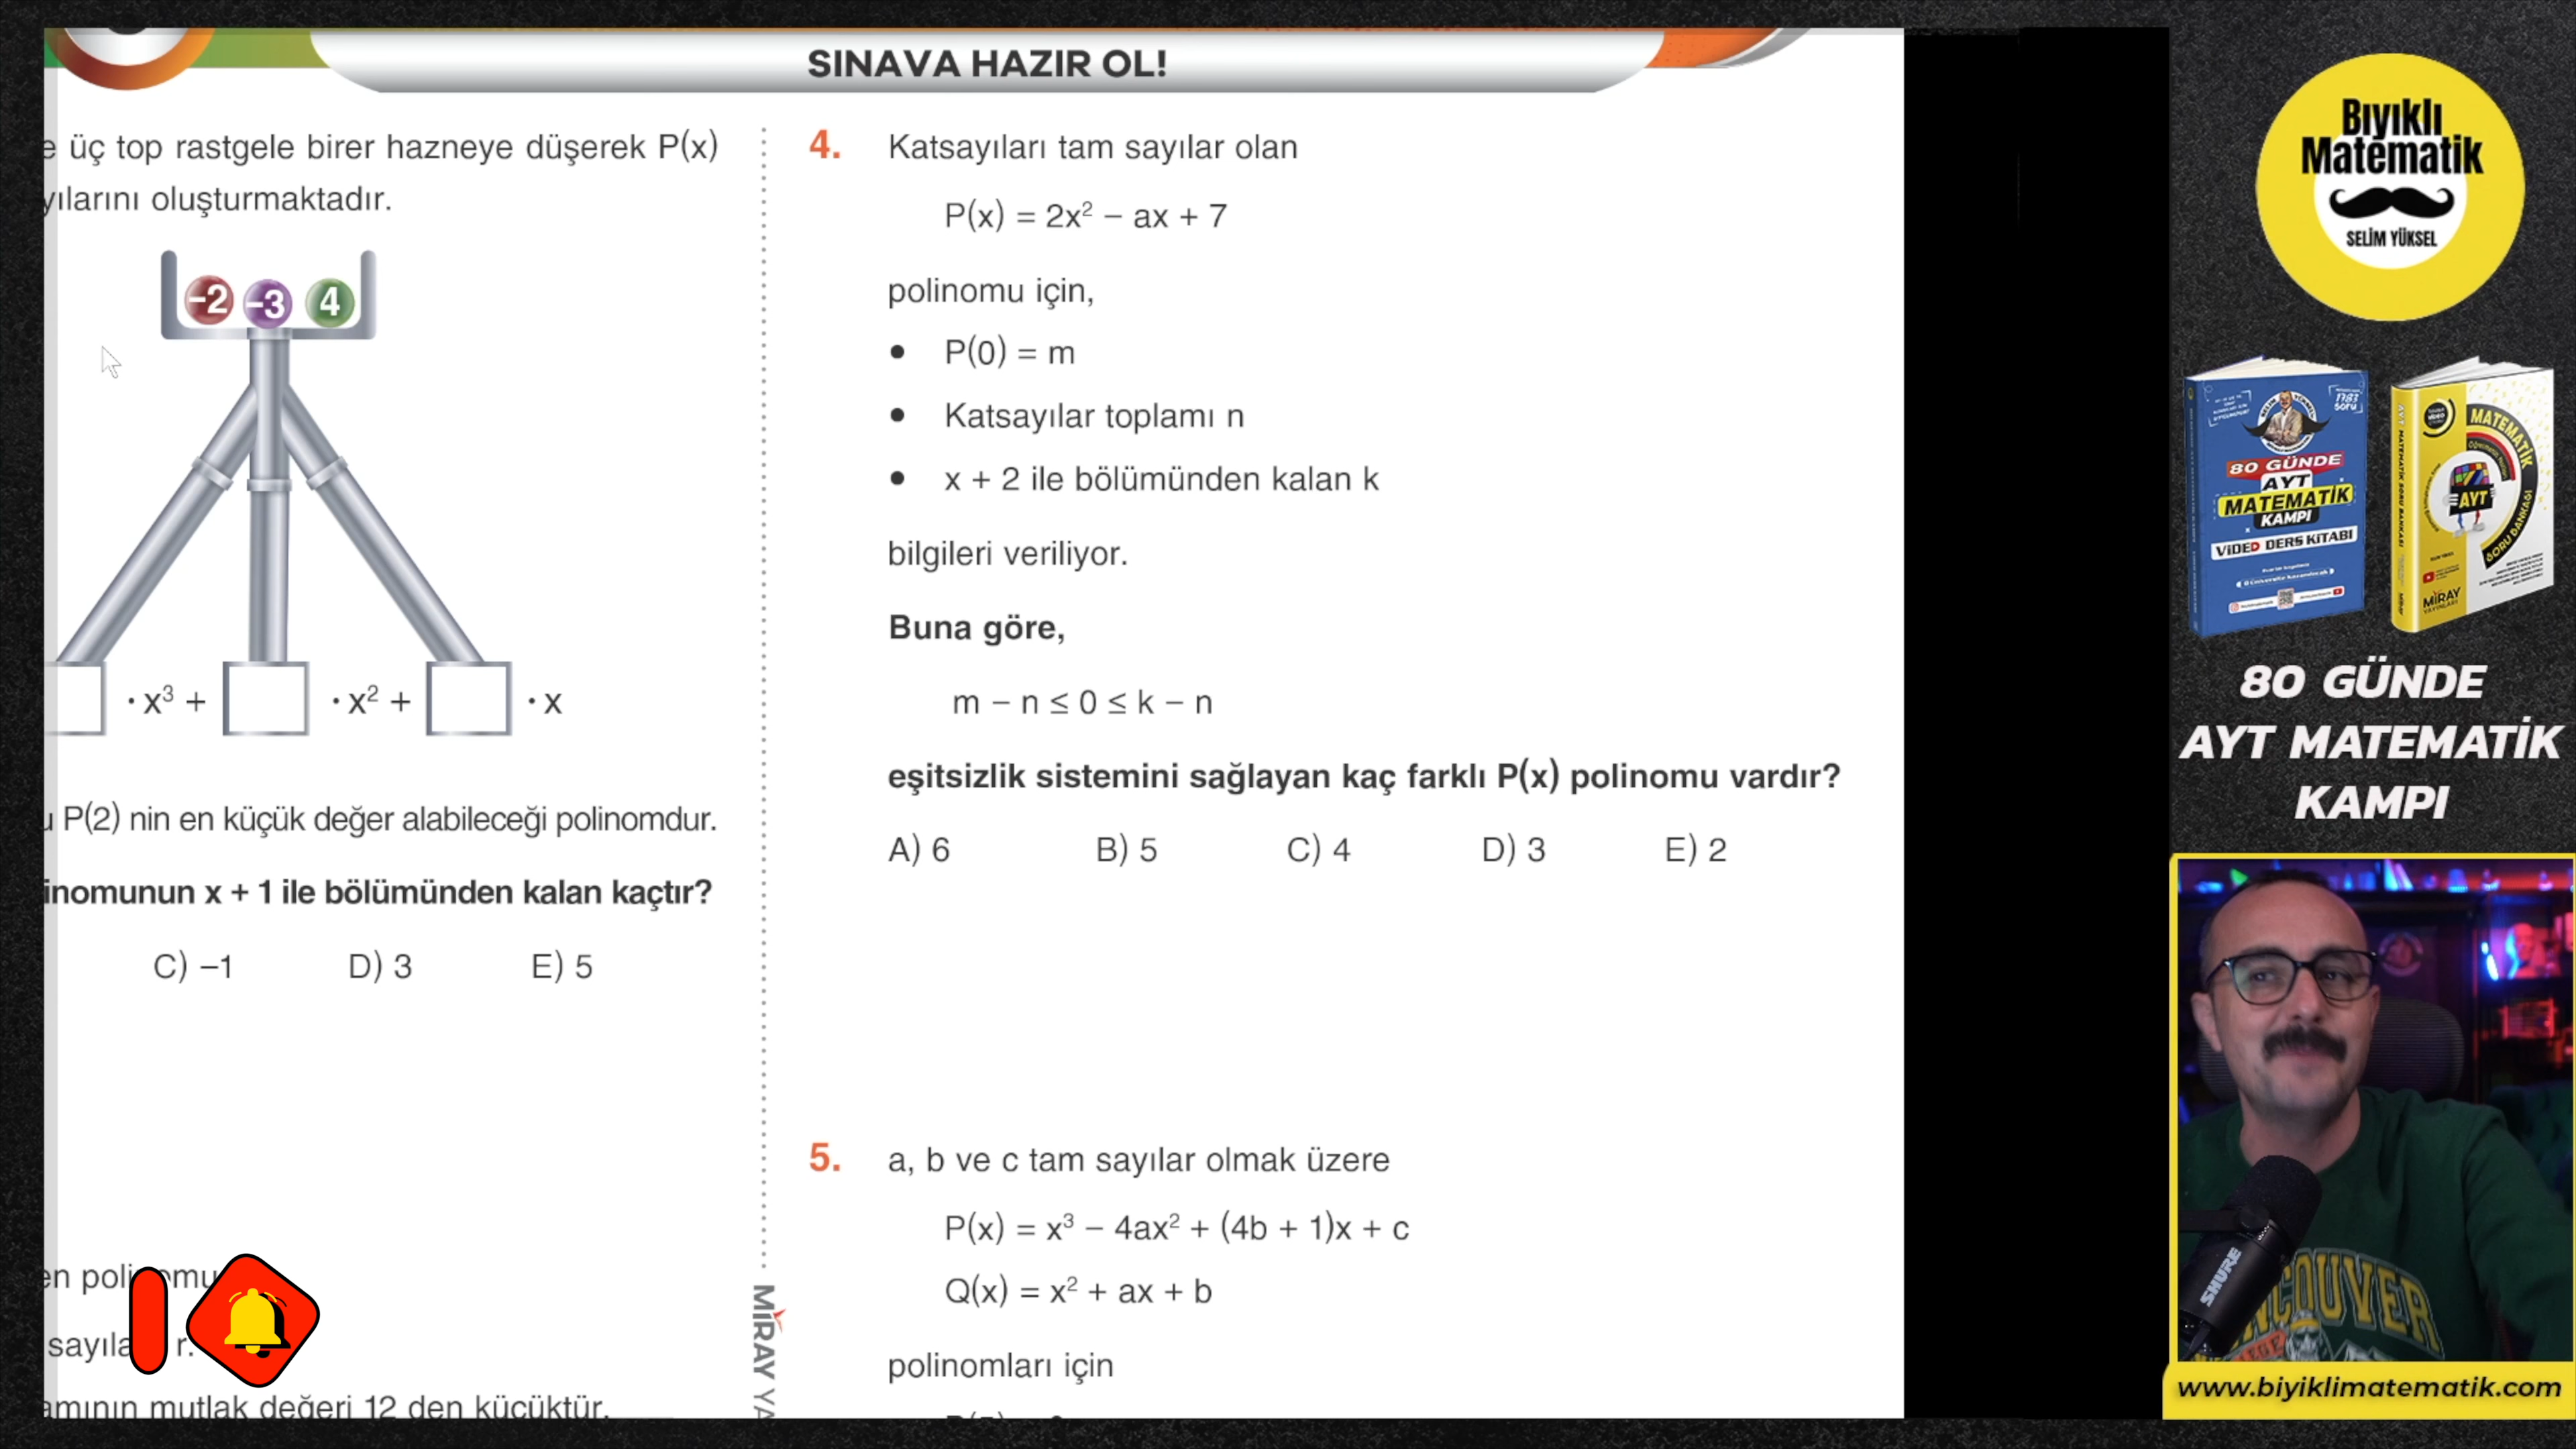 SINAVA HAZIR OL!
e üç top rastgele birer hazneye düşerek P(x)
yılarını oluşturmaktadır.
-2 -3 4
· x³ + · x² + · x
P(2) nin en küçük değer alabileceği polinomdur.
inomunun x + 1 ile bölümünden kalan kaçtır?
C) –1 D) 3 E) 5
en polinomu
sayıla r.
amının mutlak değeri 12 den küçüktür.
4. Katsayıları tam sayılar olan
P(x) = 2x² – ax + 7
polinomu için,
• P(0) = m
• Katsayılar toplamı n
• x + 2 ile bölümünden kalan k
bilgileri veriliyor.
Buna göre,
m – n ≤ 0 ≤ k – n
eşitsizlik sistemini sağlayan kaç farklı P(x) polinomu vardır?
A) 6 B) 5 C) 4 D) 3 E) 2
5. a, b ve c tam sayılar olmak üzere
P(x) = x³ – 4ax² + (4b + 1)x + c
Q(x) = x² + ax + b
polinomları için
MİRAY YA
Bıyıklı
Matematik
SELİM YÜKSEL
80 GÜNDE
AYT
MATEMATİK
KAMPI
VİDEO DERS KİTABI
MATEMATİK
AYT
SORU BANKASI
MİRAY
80 GÜNDE
AYT MATEMATİK
KAMPI
SHURE
VANCOUVER
www.biyiklimatematik.com